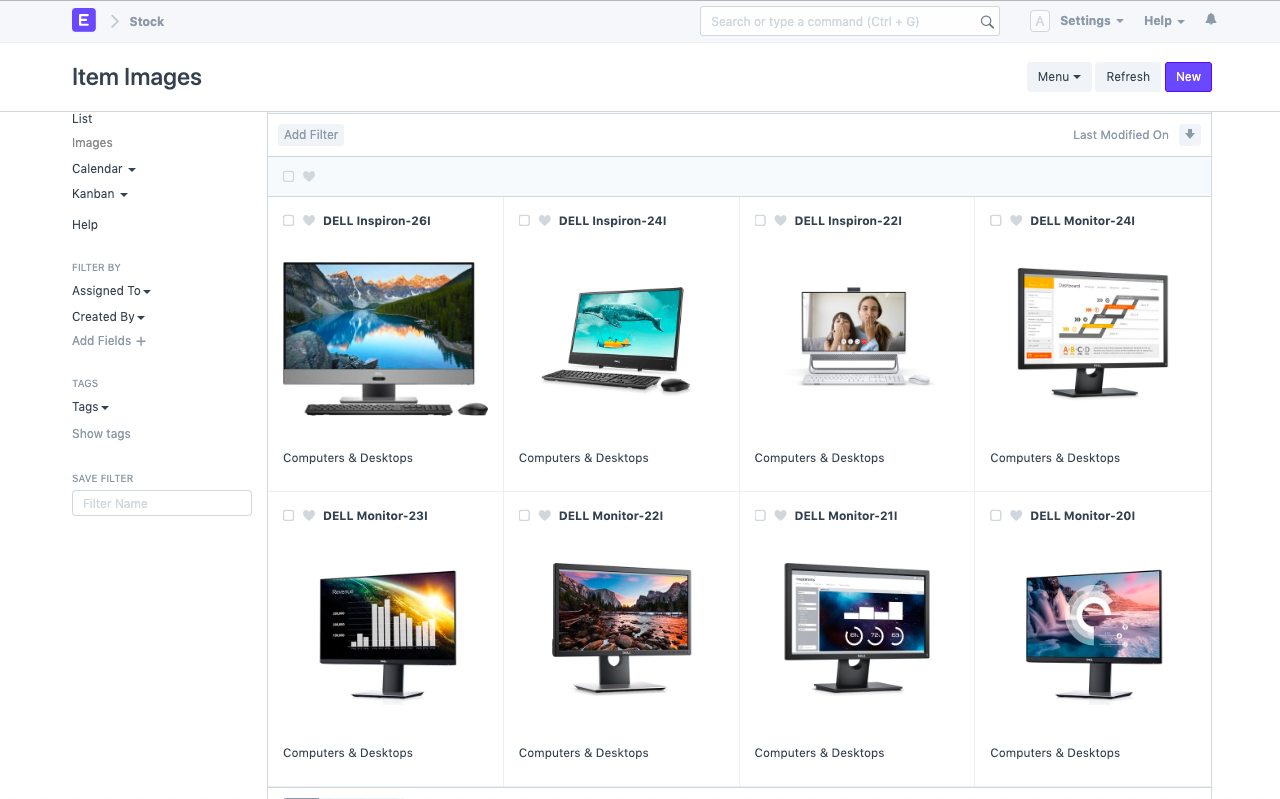 E Stock Search or type a command (Ctrl + G) A Settings Help
Item Images Menu Refresh New
List
Images
Calendar
Kanban
Help
FILTER BY
Assigned To
Created By
Add Fields
TAGS
Tags
Show tags
SAVE FILTER
Filter Name
Add Filter Last Modified On
DELL Inspiron-26I DELL Inspiron-24I DELL Inspiron-22I DELL Monitor-24I
Dashboard
A-B-C-D
Computers & Desktops Computers & Desktops Computers & Desktops Computers & Desktops
DELL Monitor-23I DELL Monitor-22I DELL Monitor-21I DELL Monitor-20I
Revenue
Computers & Desktops Computers & Desktops Computers & Desktops Computers & Desktops